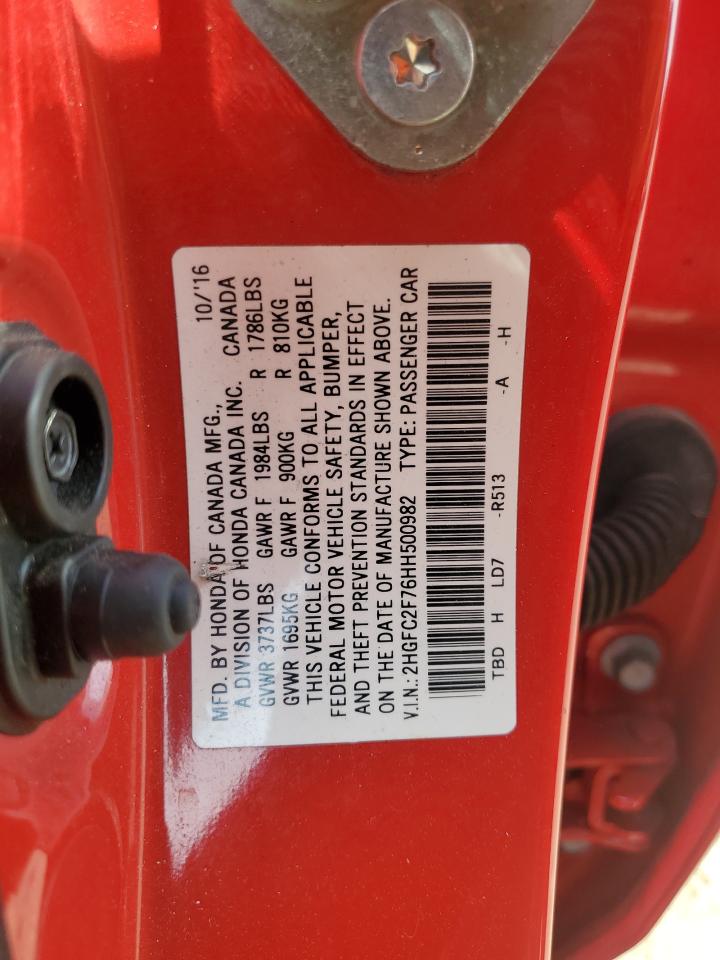 MFD. BY HONDA OF CANADA MFG., 10/'16
A DIVISION OF HONDA CANADA INC. CANADA
GVWR 3737LBS GAWR F 1984LBS R 1786LBS
GVWR 1695KG GAWR F 900KG R 810KG
THIS VEHICLE CONFORMS TO ALL APPLICABLE
FEDERAL MOTOR VEHICLE SAFETY, BUMPER,
AND THEFT PREVENTION STANDARDS IN EFFECT
ON THE DATE OF MANUFACTURE SHOWN ABOVE.
V.I.N.: 2HGFC2F76HH500982 TYPE: PASSENGER CAR
TBD H LD7 -R513 -A -H